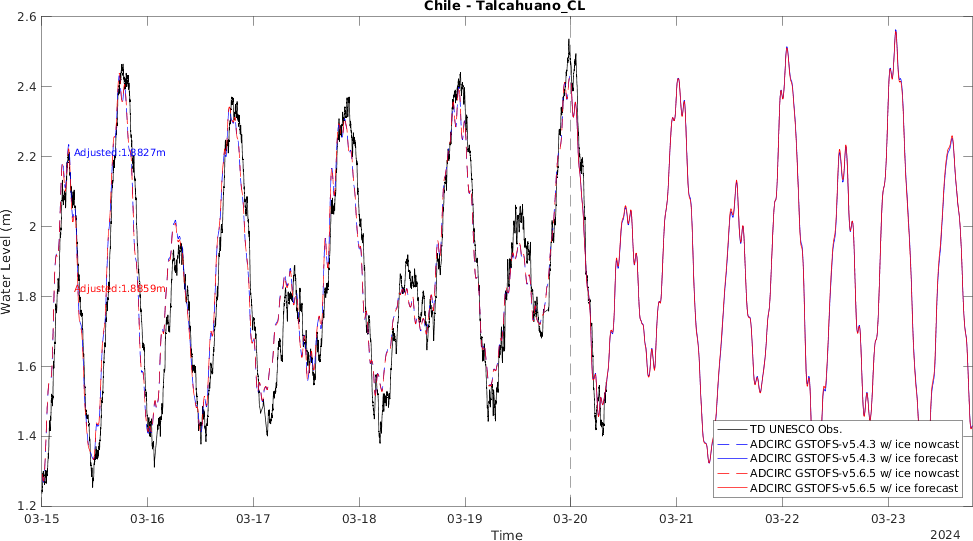 Chile - Talcahuano_CL
2.6
2.4
2.2
2
1.8
1.6
1.4
1.2
Water Level (m)
Adjusted:1.8827m
Adjusted:1.8859m
TD UNESCO Obs.
ADCIRC GSTOFS-v5.4.3 w/ ice nowcast
ADCIRC GSTOFS-v5.4.3 w/ ice forecast
ADCIRC GSTOFS-v5.6.5 w/ ice nowcast
ADCIRC GSTOFS-v5.6.5 w/ ice forecast
03-15 03-16 03-17 03-18 03-19 03-20 03-21 03-22 03-23
Time
2024